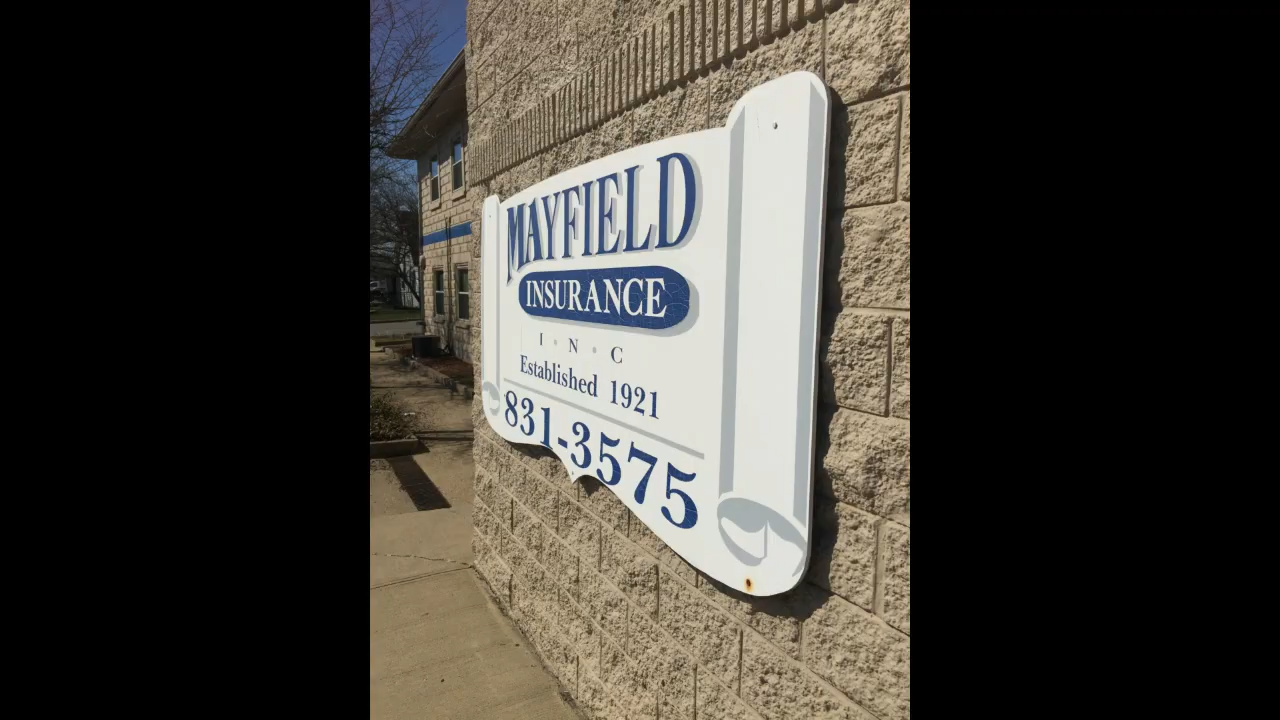 MAYFIELD
INSURANCE
I • N • C
Established 1921
831-3575